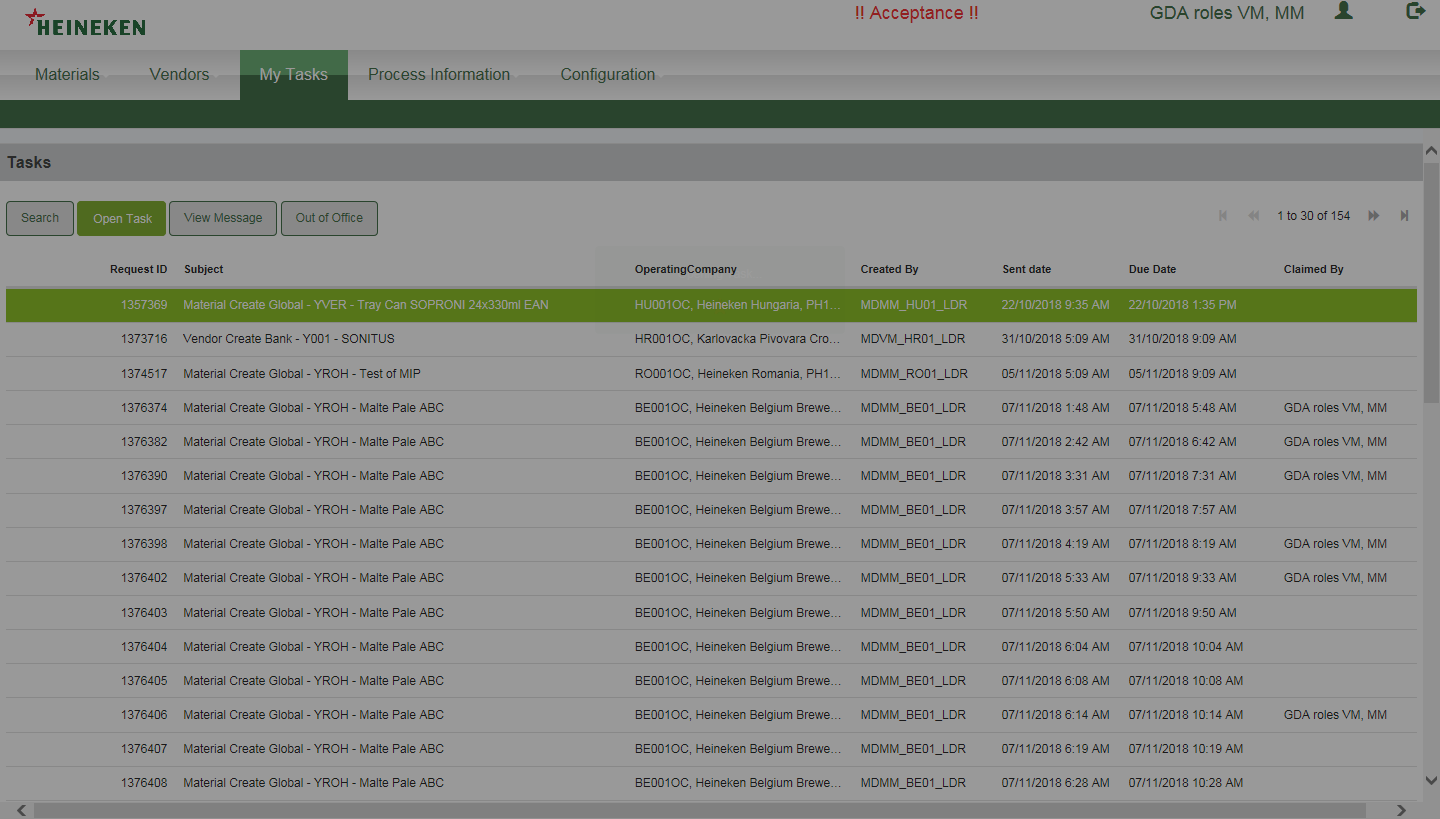 HEINEKEN !! Acceptance !! GDA roles VM, MM
Materials Vendors My Tasks Process Information Configuration
Tasks
Search Open Task View Message Out of Office 1 to 30 of 154
Request ID Subject OperatingCompany Created By Sent date Due Date Claimed By
1357369 Material Create Global - YVER - Tray Can SOPRONI 24x330ml EAN HU001OC, Heineken Hungaria, PH1... MDMM_HU01_LDR 22/10/2018 9:35 AM 22/10/2018 1:35 PM
1373716 Vendor Create Bank - Y001 - SONITUS HR001OC, Karlovacka Pivovara Cro... MDVM_HR01_LDR 31/10/2018 5:09 AM 31/10/2018 9:09 AM
1374517 Material Create Global - YROH - Test of MIP RO001OC, Heineken Romania, PH1... MDMM_RO01_LDR 05/11/2018 5:09 AM 05/11/2018 9:09 AM
1376374 Material Create Global - YROH - Malte Pale ABC BE001OC, Heineken Belgium Brewe... MDMM_BE01_LDR 07/11/2018 1:48 AM 07/11/2018 5:48 AM GDA roles VM, MM
1376382 Material Create Global - YROH - Malte Pale ABC BE001OC, Heineken Belgium Brewe... MDMM_BE01_LDR 07/11/2018 2:42 AM 07/11/2018 6:42 AM GDA roles VM, MM
1376390 Material Create Global - YROH - Malte Pale ABC BE001OC, Heineken Belgium Brewe... MDMM_BE01_LDR 07/11/2018 3:31 AM 07/11/2018 7:31 AM GDA roles VM, MM
1376397 Material Create Global - YROH - Malte Pale ABC BE001OC, Heineken Belgium Brewe... MDMM_BE01_LDR 07/11/2018 3:57 AM 07/11/2018 7:57 AM
1376398 Material Create Global - YROH - Malte Pale ABC BE001OC, Heineken Belgium Brewe... MDMM_BE01_LDR 07/11/2018 4:19 AM 07/11/2018 8:19 AM GDA roles VM, MM
1376402 Material Create Global - YROH - Malte Pale ABC BE001OC, Heineken Belgium Brewe... MDMM_BE01_LDR 07/11/2018 5:33 AM 07/11/2018 9:33 AM GDA roles VM, MM
1376403 Material Create Global - YROH - Malte Pale ABC BE001OC, Heineken Belgium Brewe... MDMM_BE01_LDR 07/11/2018 5:50 AM 07/11/2018 9:50 AM
1376404 Material Create Global - YROH - Malte Pale ABC BE001OC, Heineken Belgium Brewe... MDMM_BE01_LDR 07/11/2018 6:04 AM 07/11/2018 10:04 AM
1376405 Material Create Global - YROH - Malte Pale ABC BE001OC, Heineken Belgium Brewe... MDMM_BE01_LDR 07/11/2018 6:08 AM 07/11/2018 10:08 AM
1376406 Material Create Global - YROH - Malte Pale ABC BE001OC, Heineken Belgium Brewe... MDMM_BE01_LDR 07/11/2018 6:14 AM 07/11/2018 10:14 AM GDA roles VM, MM
1376407 Material Create Global - YROH - Malte Pale ABC BE001OC, Heineken Belgium Brewe... MDMM_BE01_LDR 07/11/2018 6:19 AM 07/11/2018 10:19 AM
1376408 Material Create Global - YROH - Malte Pale ABC BE001OC, Heineken Belgium Brewe... MDMM_BE01_LDR 07/11/2018 6:28 AM 07/11/2018 10:28 AM